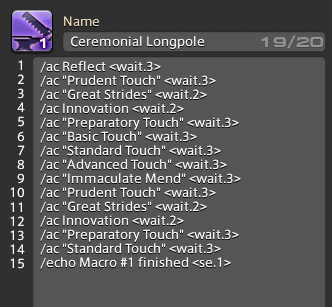 Name
1 Ceremonial Longpole 19/20
1 /ac Reflect <wait.3>
2 /ac "Prudent Touch" <wait.3>
3 /ac "Great Strides" <wait.2>
4 /ac Innovation <wait.2>
5 /ac "Preparatory Touch" <wait.3>
6 /ac "Basic Touch" <wait.3>
7 /ac "Standard Touch" <wait.3>
8 /ac "Advanced Touch" <wait.3>
9 /ac "Immaculate Mend" <wait.3>
10 /ac "Prudent Touch" <wait.3>
11 /ac "Great Strides" <wait.2>
12 /ac Innovation <wait.2>
13 /ac "Preparatory Touch" <wait.3>
14 /ac "Standard Touch" <wait.3>
15 /echo Macro #1 finished <se.1>